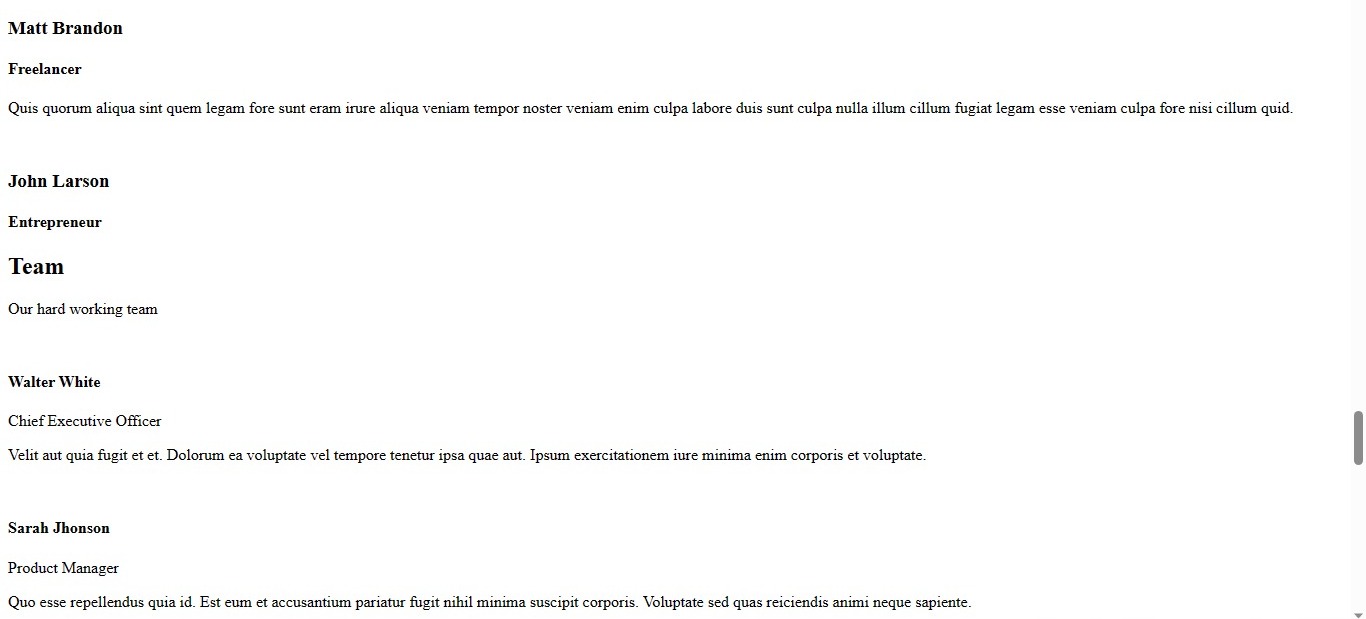 Matt Brandon
Freelancer
Quis quorum aliqua sint quem legam fore sunt eram irure aliqua veniam tempor noster veniam enim culpa labore duis sunt culpa nulla illum cillum fugiat legam esse veniam culpa fore nisi cillum quid.
John Larson
Entrepreneur
Team
Our hard working team
Walter White
Chief Executive Officer
Velit aut quia fugit et et. Dolorum ea voluptate vel tempore tenetur ipsa quae aut. Ipsum exercitationem iure minima enim corporis et voluptate.
Sarah Jhonson
Product Manager
Quo esse repellendus quia id. Est eum et accusantium pariatur fugit nihil minima suscipit corporis. Voluptate sed quas reiciendis animi neque sapiente.